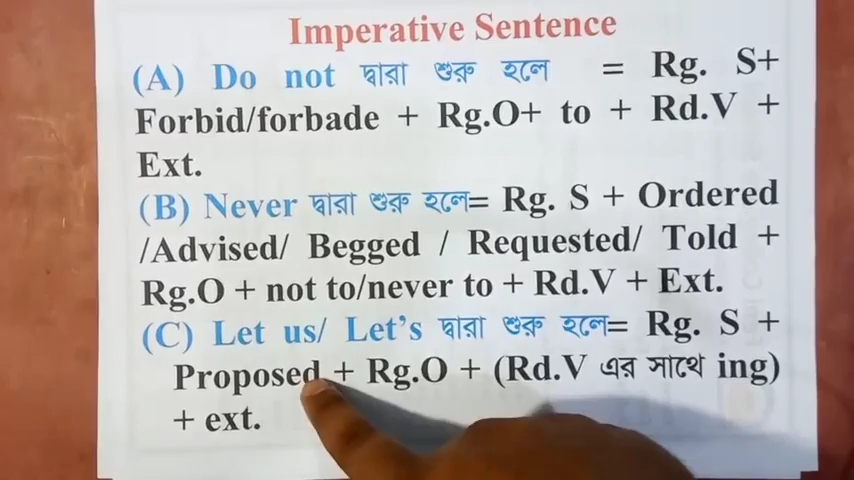 Imperative Sentence
(A) Do not দ্বারা শুরু হলে = Rg. S+
Forbid/forbade + Rg.O+ to + Rd.V +
Ext.
(B) Never দ্বারা শুরু হলে= Rg. S + Ordered
/Advised/ Begged / Requested/ Told +
Rg.O + not to/never to + Rd.V + Ext.
(C) Let us/ Let's দ্বারা শুরু হলে= Rg. S +
Proposed + Rg.O + (Rd.V এর সাথে ing)
+ ext.